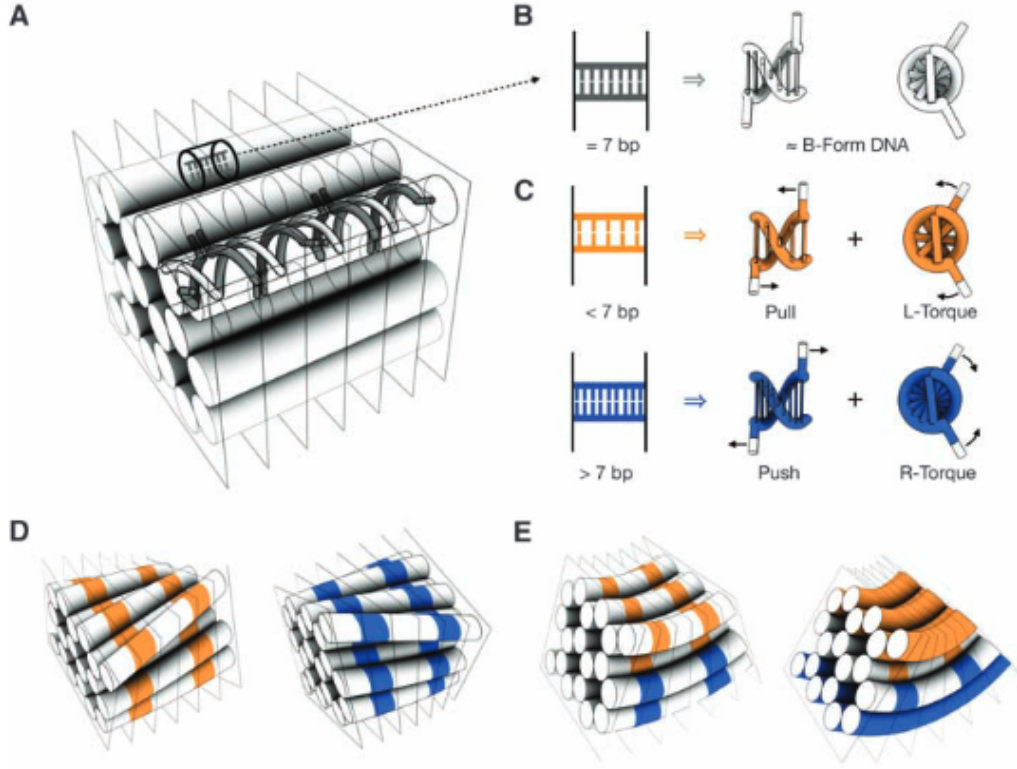 A
B
= 7 bp
⇒
≈ B-Form DNA
C
⇒
+
< 7 bp
Pull
L-Torque
⇒
+
> 7 bp
Push
R-Torque
D
E